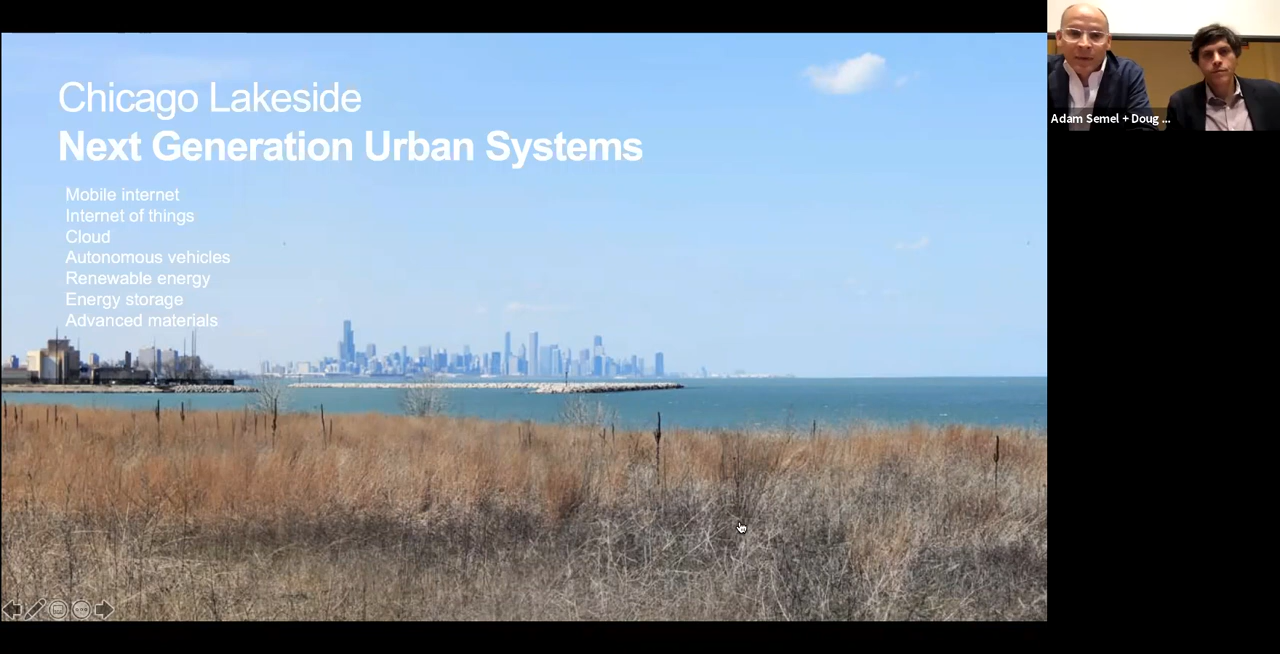 Chicago Lakeside
Next Generation Urban Systems
Mobile internet
Internet of things
Cloud
Autonomous vehicles
Renewable energy
Energy storage
Advanced materials
Adam Semel + Doug ...